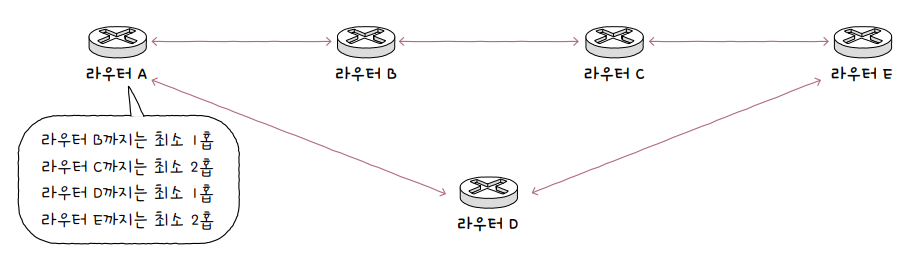 라우터 A
라우터 B
라우터 C
라우터 E
라우터 B까지는 최소 1홉
라우터 C까지는 최소 2홉
라우터 D까지는 최소 1홉
라우터 E까지는 최소 2홉
라우터 D